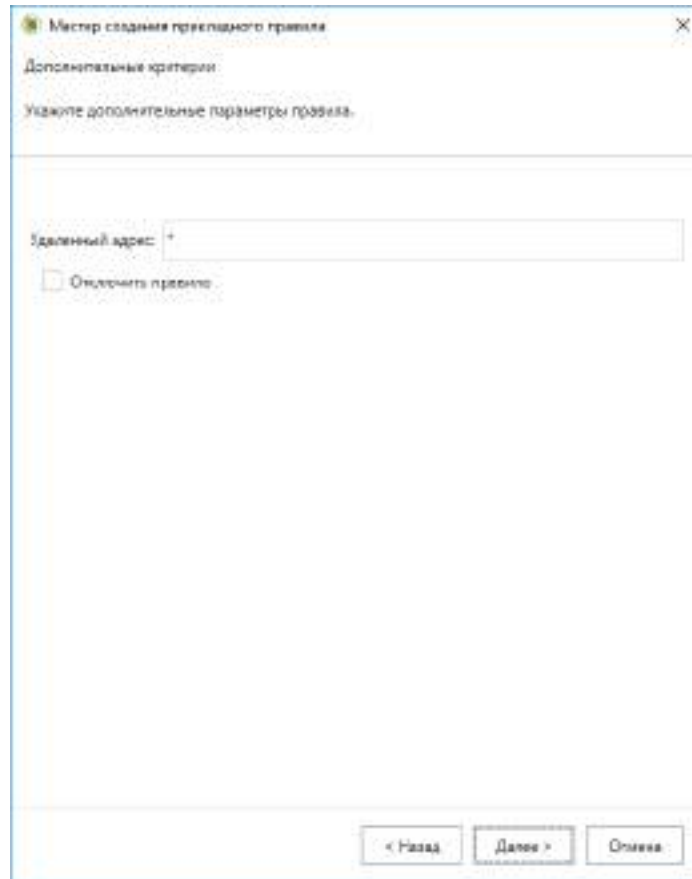 Мастер создания прикладного правила
Дополнительные критерии
Укажите дополнительные параметры правила.
Удаленный адрес: *
Отключить правило
< Назад Далее > Отмена